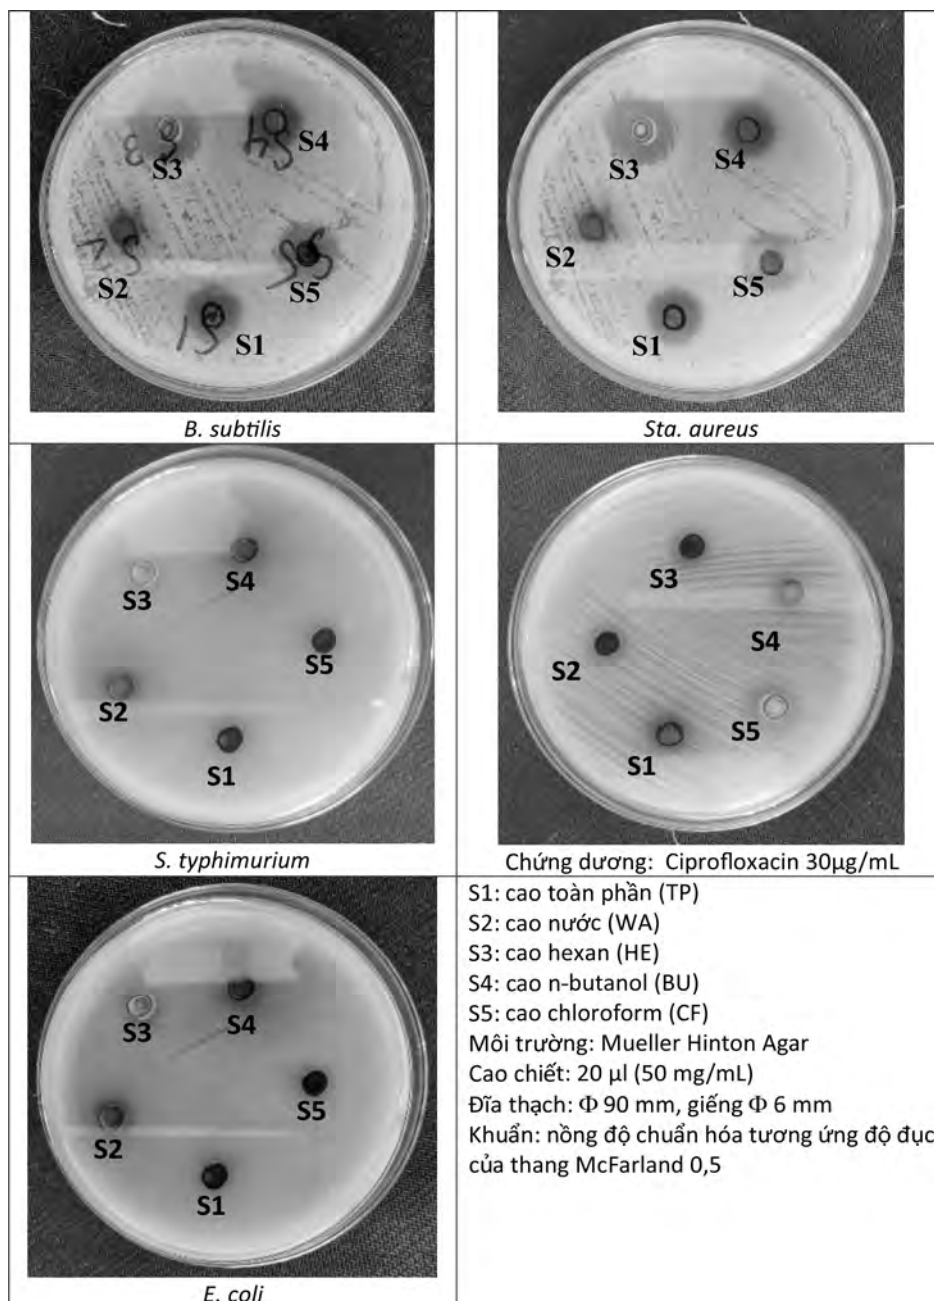 S3
S4
S2
S5
S1
B. subtilis
S3
S4
S2
S5
S1
Sta. aureus
S4
S3
S5
S2
S1
S. typhimurium
S3
S4
S2
S5
S1
Chứng dương: Ciprofloxacin 30µg/mL
S3
S4
S5
S2
S1
E. coli
S1: cao toàn phần (TP)
S2: cao nước (WA)
S3: cao hexan (HE)
S4: cao n-butanol (BU)
S5: cao chloroform (CF)
Môi trường: Mueller Hinton Agar
Cao chiết: 20 µl (50 mg/mL)
Đĩa thạch: Φ 90 mm, giếng Φ 6 mm
Khuẩn: nồng độ chuẩn hóa tương ứng độ đục
của thang McFarland 0,5